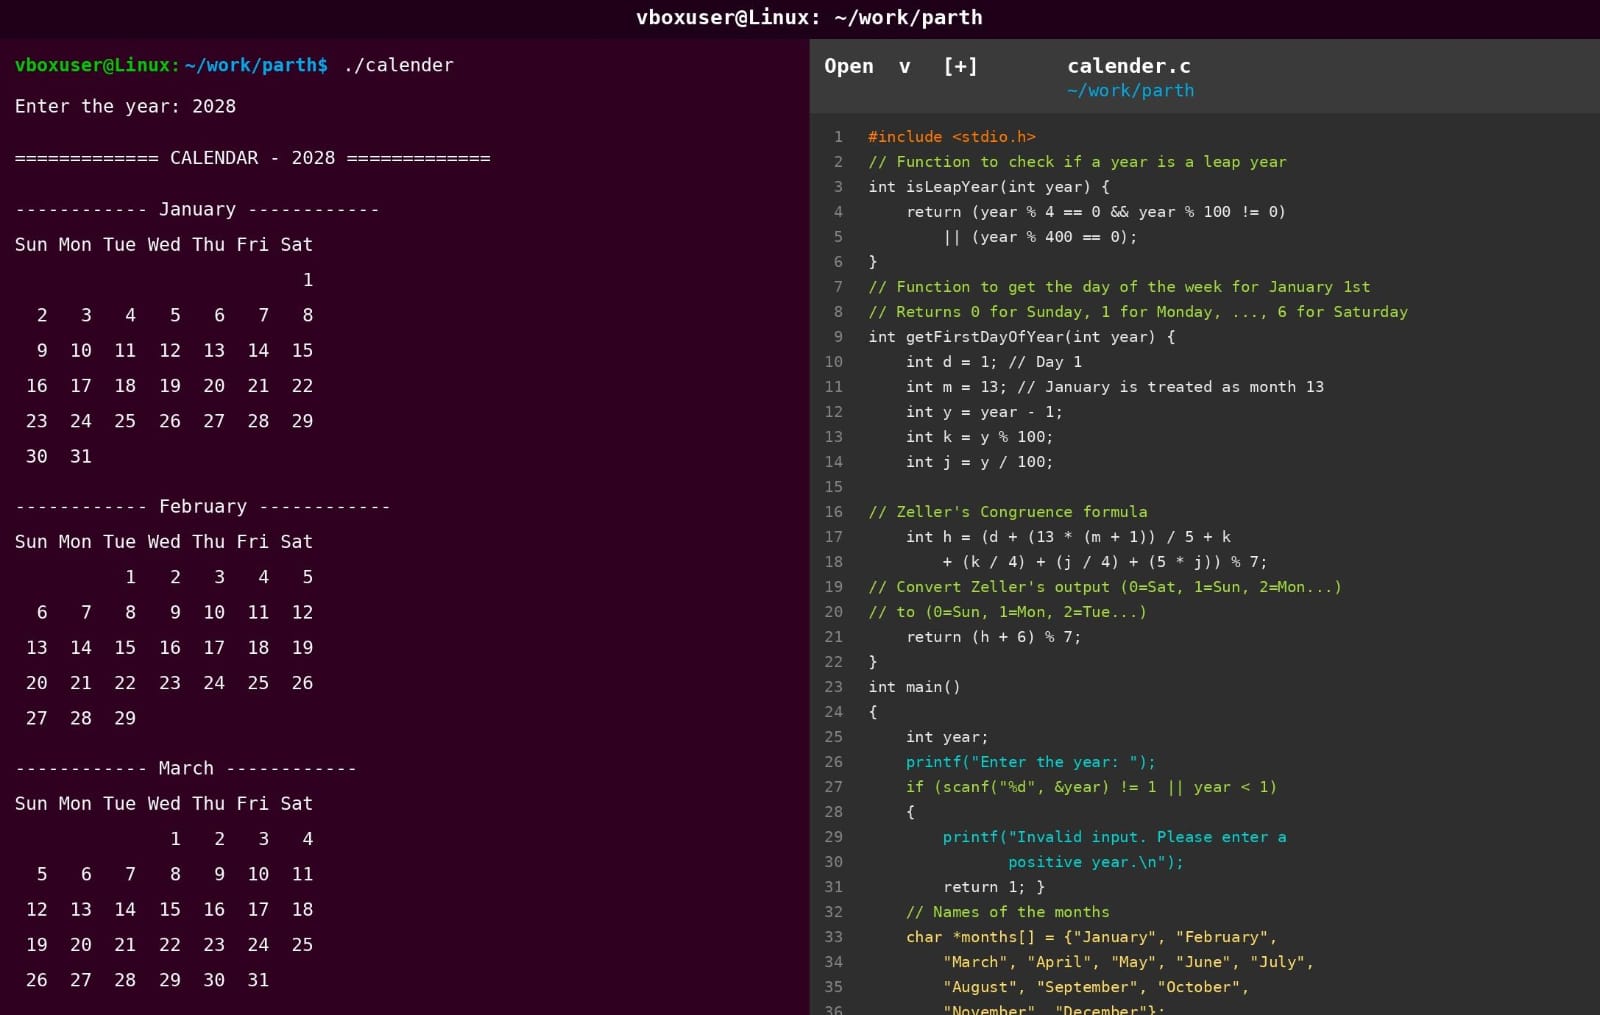 vboxuser@Linux: ~/work/parth
vboxuser@Linux:~/work/parth$ ./calender
Enter the year: 2028
============= CALENDAR - 2028 =============
------------ January ------------
Sun Mon Tue Wed Thu Fri Sat
1
2 3 4 5 6 7 8
9 10 11 12 13 14 15
16 17 18 19 20 21 22
23 24 25 26 27 28 29
30 31
------------ February ------------
Sun Mon Tue Wed Thu Fri Sat
1 2 3 4 5
6 7 8 9 10 11 12
13 14 15 16 17 18 19
20 21 22 23 24 25 26
27 28 29
------------ March ------------
Sun Mon Tue Wed Thu Fri Sat
1 2 3 4
5 6 7 8 9 10 11
12 13 14 15 16 17 18
19 20 21 22 23 24 25
26 27 28 29 30 31
Open v [+] calender.c
~/work/parth
1 #include <stdio.h>
2 // Function to check if a year is a leap year
3 int isLeapYear(int year) {
4     return (year % 4 == 0 && year % 100 != 0)
5         || (year % 400 == 0);
6 }
7 // Function to get the day of the week for January 1st
8 // Returns 0 for Sunday, 1 for Monday, ..., 6 for Saturday
9 int getFirstDayOfYear(int year) {
10     int d = 1; // Day 1
11     int m = 13; // January is treated as month 13
12     int y = year - 1;
13     int k = y % 100;
14     int j = y / 100;
15
16 // Zeller's Congruence formula
17     int h = (d + (13 * (m + 1)) / 5 + k
18         + (k / 4) + (j / 4) + (5 * j)) % 7;
19 // Convert Zeller's output (0=Sat, 1=Sun, 2=Mon...)
20 // to (0=Sun, 1=Mon, 2=Tue...)
21     return (h + 6) % 7;
22 }
23 int main()
24 {
25     int year;
26     printf("Enter the year: ");
27     if (scanf("%d", &year) != 1 || year < 1)
28     {
29         printf("Invalid input. Please enter a
30                positive year.\n");
31         return 1; }
32     // Names of the months
33     char *months[] = {"January", "February",
34         "March", "April", "May", "June", "July",
35         "August", "September", "October",
36         "November", "December"};